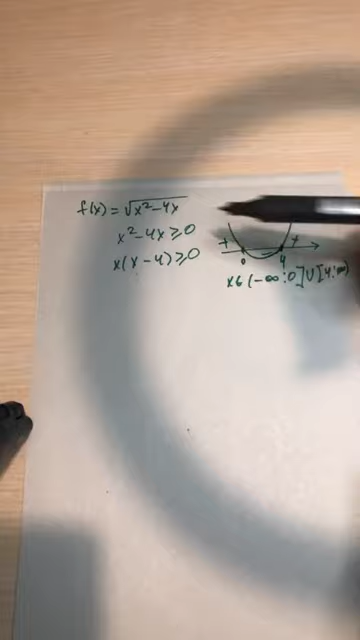 f(x) = √x²-4x
x²-4x ⩾ 0
x(x-4) ⩾ 0
+ - +
0 4
x ∈ (-∞;0] ∪ [4;∞)